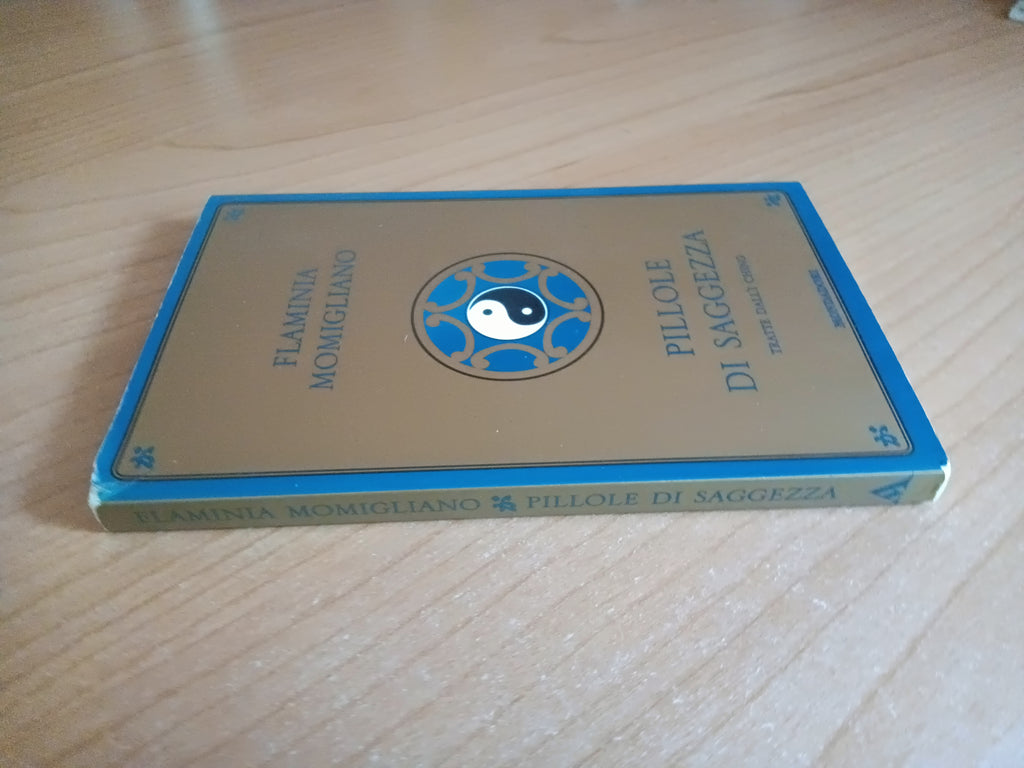 FLAMINIA
MOMIGLIANO
PILLOLE
DI SAGGEZZA
TRATTE DALL'I CHING
MONDADORI
FLAMINIA MOMIGLIANO PILLOLE DI SAGGEZZA